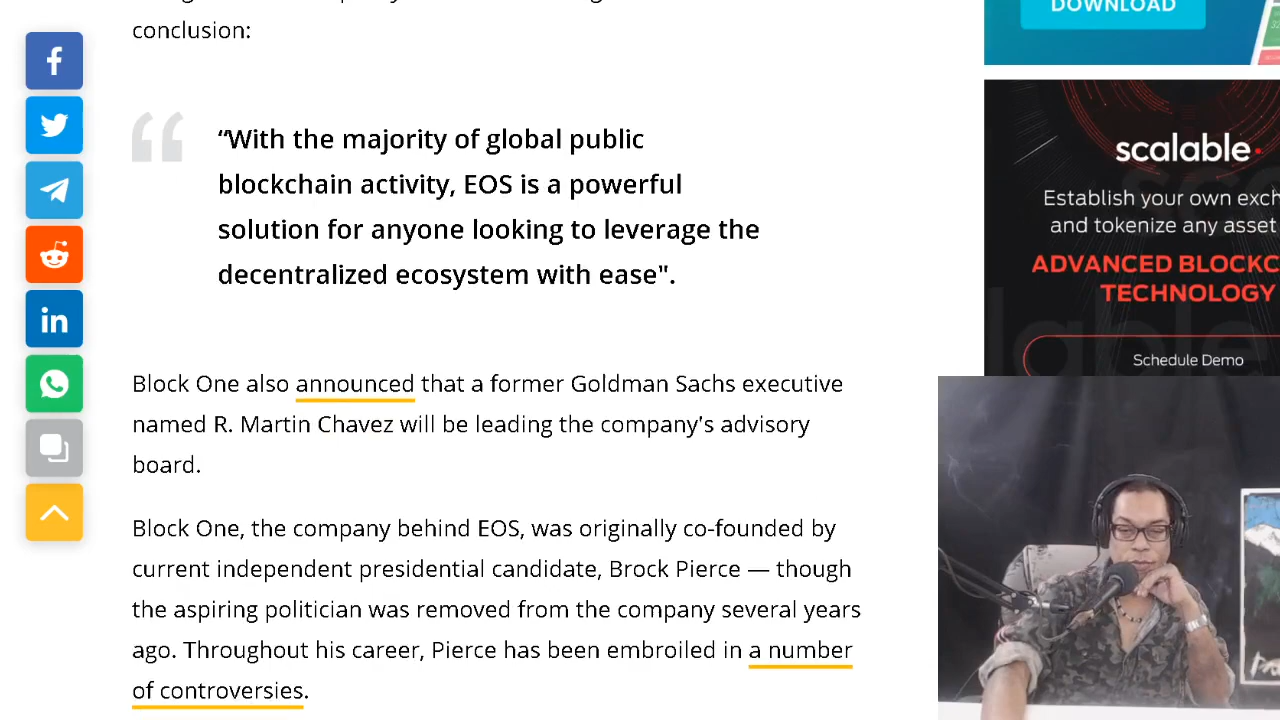 conclusion:
“With the majority of global public
blockchain activity, EOS is a powerful
solution for anyone looking to leverage the
decentralized ecosystem with ease".
Block One also announced that a former Goldman Sachs executive
named R. Martin Chavez will be leading the company’s advisory
board.
Block One, the company behind EOS, was originally co-founded by
current independent presidential candidate, Brock Pierce — though
the aspiring politician was removed from the company several years
ago. Throughout his career, Pierce has been embroiled in a number
of controversies.
DOWNLOAD
scalable
Establish your own exch
and tokenize any asset
ADVANCED BLOCKC
TECHNOLOGY
Schedule Demo